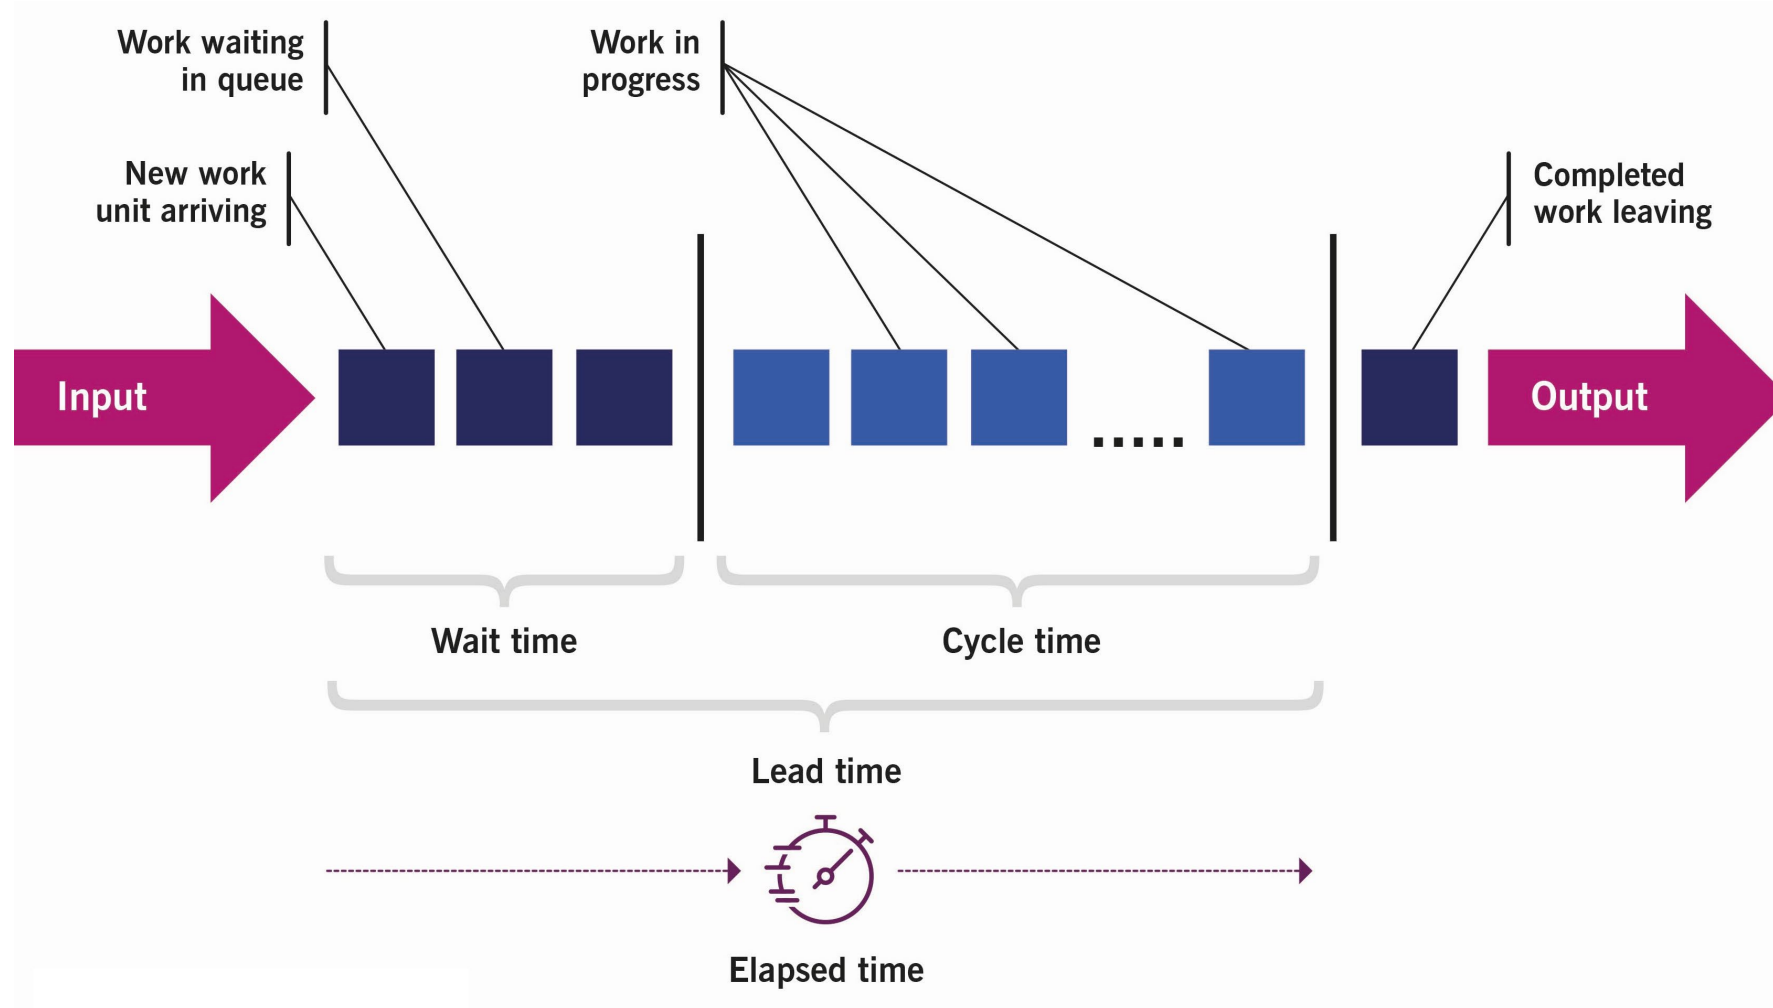 Work waiting
in queue
Work in
progress
New work
unit arriving
Completed
work leaving
Input
Output
Wait time
Cycle time
Lead time
Elapsed time